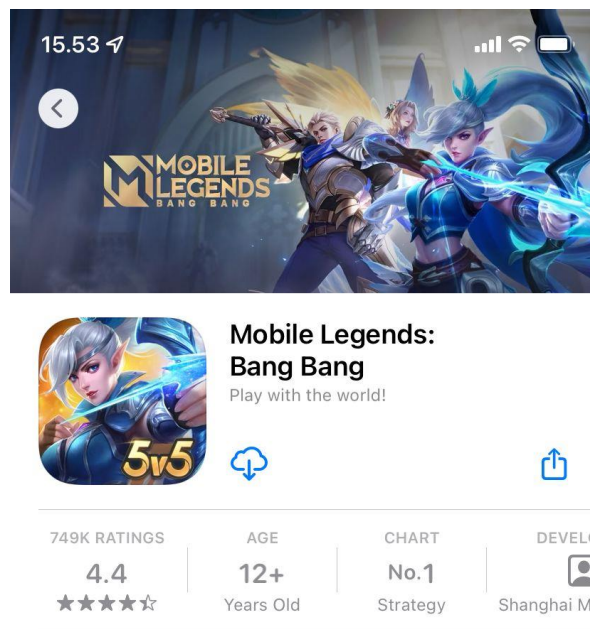 15.53
MOBILE
LEGENDS
BANG BANG
Mobile Legends:
Bang Bang
Play with the world!
5v5
749K RATINGS
AGE
CHART
DEVELO
4.4
12+
No.1
Years Old
Strategy
Shanghai M